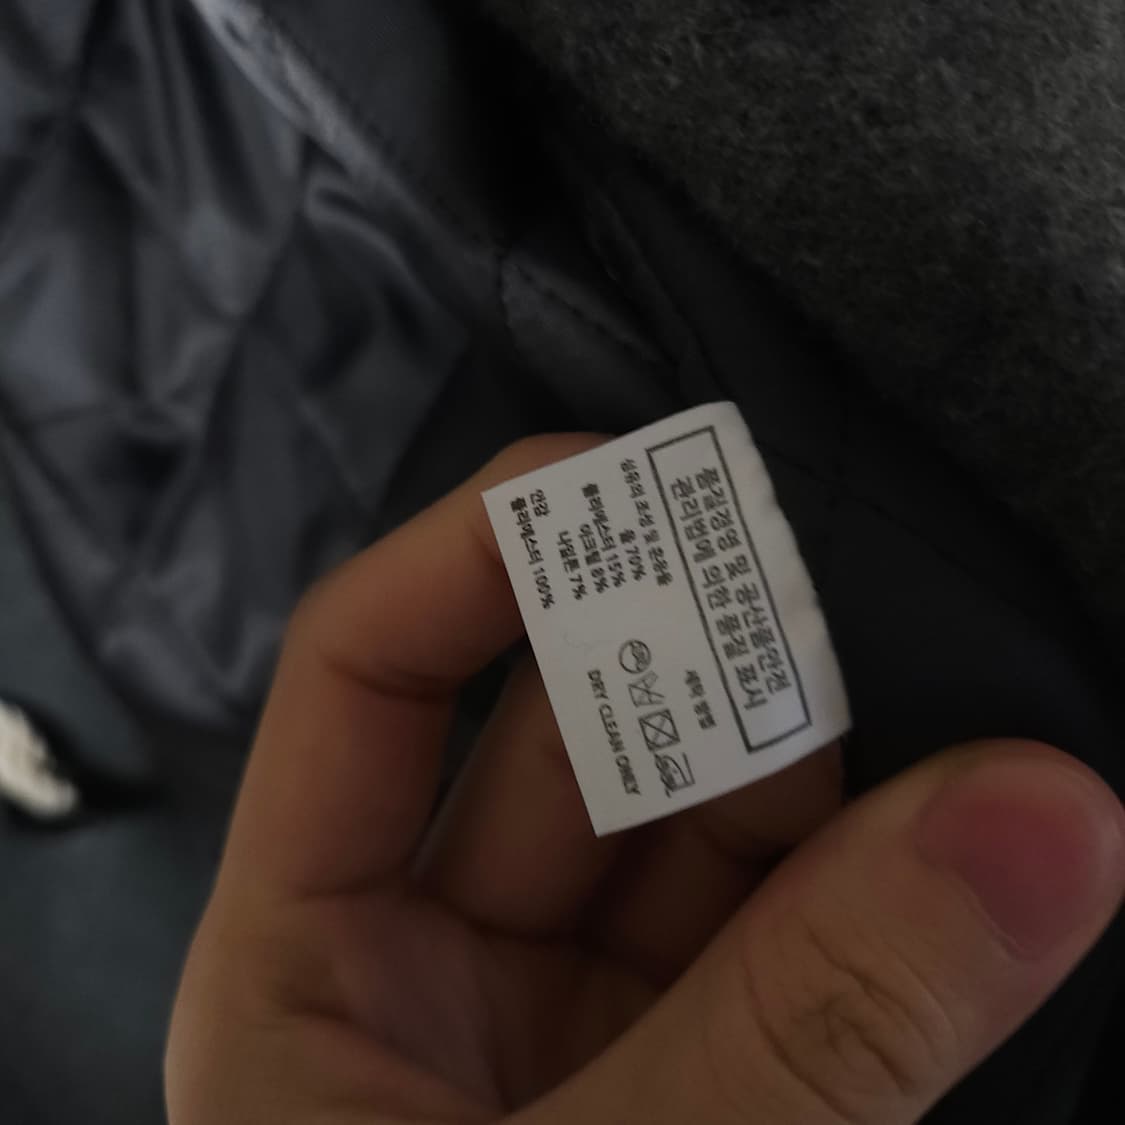 품질경영 및 공산품안전
관리법에 의한 품질 표시
섬유의 조성 및 혼용율
울 70%
폴리에스터 15%
아크릴 8%
나일론 7%
안감
폴리에스터 100%
세탁 방법
DRY CLEAN ONLY